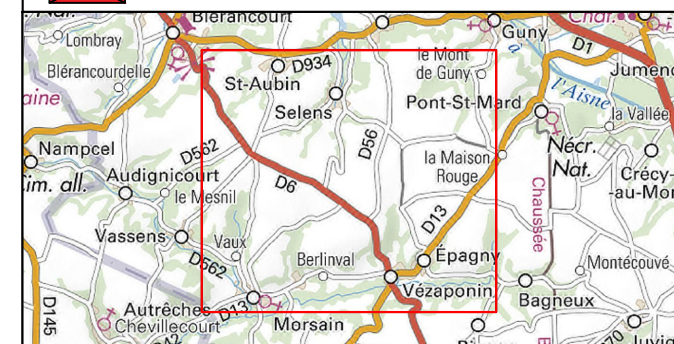 Blérancourt
Lombray
Blérancourdelle
aine
Nampcel
im. all.
Audignicourt
le Mesnil
Vassens
D562
D562
Vaux
D145
Autrêches
Chevillecourt
D13
Morsain
St-Aubin
D934
Selens
D56
D6
Berlinval
Vézaponin
Épagny
D13
la Maison
Rouge
le Mont
de Guny
Guny
Pont-St-Mard
à
l'Aisne
D1
Jumenc
la Vallée
Nécr.
Nat.
Crécy-
-au-Mon
Chaussée
Montécouvé
Bagneux